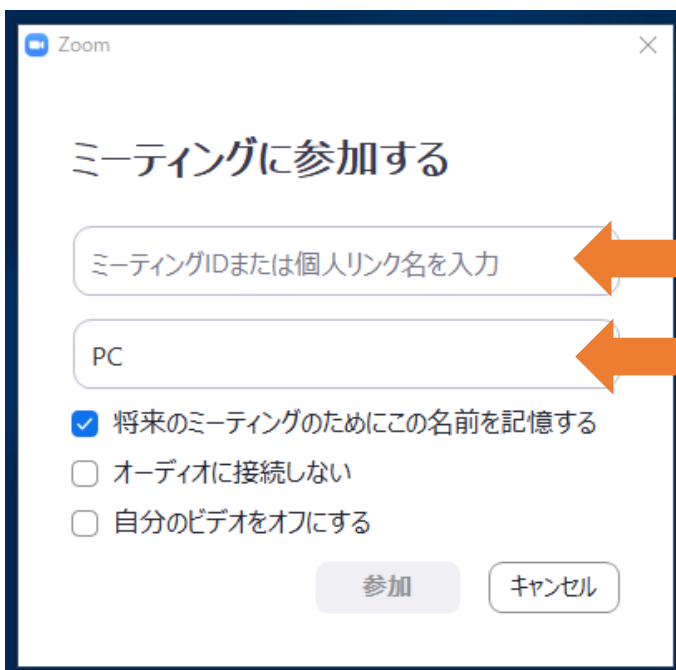 Zoom
ミーティングに参加する
ミーティングIDまたは個人リンク名を入力
PC
将来のミーティングのためにこの名前を記憶する
オーディオに接続しない
自分のビデオをオフにする
参加 キャンセル